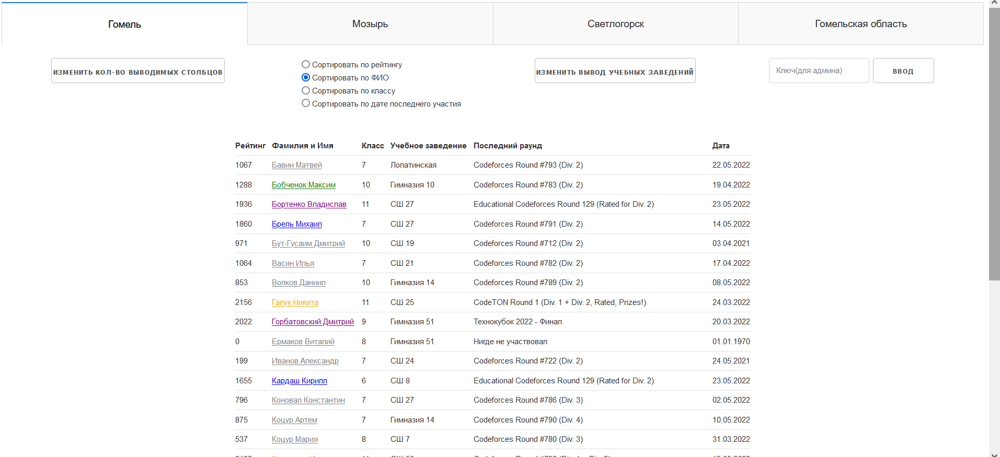 Гомель Мозырь Светлогорск Гомельская область
ИЗМЕНИТЬ КОЛ-ВО ВЫВОДИМЫХ СТОЛБЦОВ
Сортировать по рейтингу
Сортировать по ФИО
Сортировать по классу
Сортировать по дате последнего участия
ИЗМЕНИТЬ ВЫВОД УЧЕБНЫХ ЗАВЕДЕНИЙ
Ключ(для админа) ВВОД
Рейтинг Фамилия и Имя Класс Учебное заведение Последний раунд Дата
1067 Бавин Матвей 7 Лопатинская Codeforces Round #793 (Div. 2) 22.05.2022
1288 Бобченок Максим 10 Гимназия 10 Codeforces Round #783 (Div. 2) 19.04.2022
1936 Бортенко Владислав 11 СШ 27 Educational Codeforces Round 129 (Rated for Div. 2) 23.05.2022
1860 Брель Михаил 7 СШ 27 Codeforces Round #791 (Div. 2) 14.05.2022
971 Бут-Гусаим Дмитрий 10 СШ 19 Codeforces Round #712 (Div. 2) 03.04.2021
1064 Васин Илья 7 СШ 21 Codeforces Round #782 (Div. 2) 17.04.2022
853 Волков Даниил 10 Гимназия 14 Codeforces Round #789 (Div. 2) 08.05.2022
2156 Галух Никита 11 СШ 25 CodeTON Round 1 (Div. 1 + Div. 2, Rated, Prizes!) 24.03.2022
2022 Горбатовский Дмитрий 9 Гимназия 51 Технокубок 2022 - Финал 20.03.2022
0 Ермаков Виталий 8 Гимназия 51 Нигде не участвовал 01.01.1970
199 Иванов Александр 7 СШ 24 Codeforces Round #722 (Div. 2) 24.05.2021
1655 Кардаш Кирилл 6 СШ 8 Educational Codeforces Round 129 (Rated for Div. 2) 23.05.2022
796 Коновал Константин 7 СШ 27 Codeforces Round #786 (Div. 3) 02.05.2022
875 Коцур Артем 7 Гимназия 14 Codeforces Round #790 (Div. 4) 10.05.2022
537 Коцур Мария 8 СШ 7 Codeforces Round #780 (Div. 3) 31.03.2022